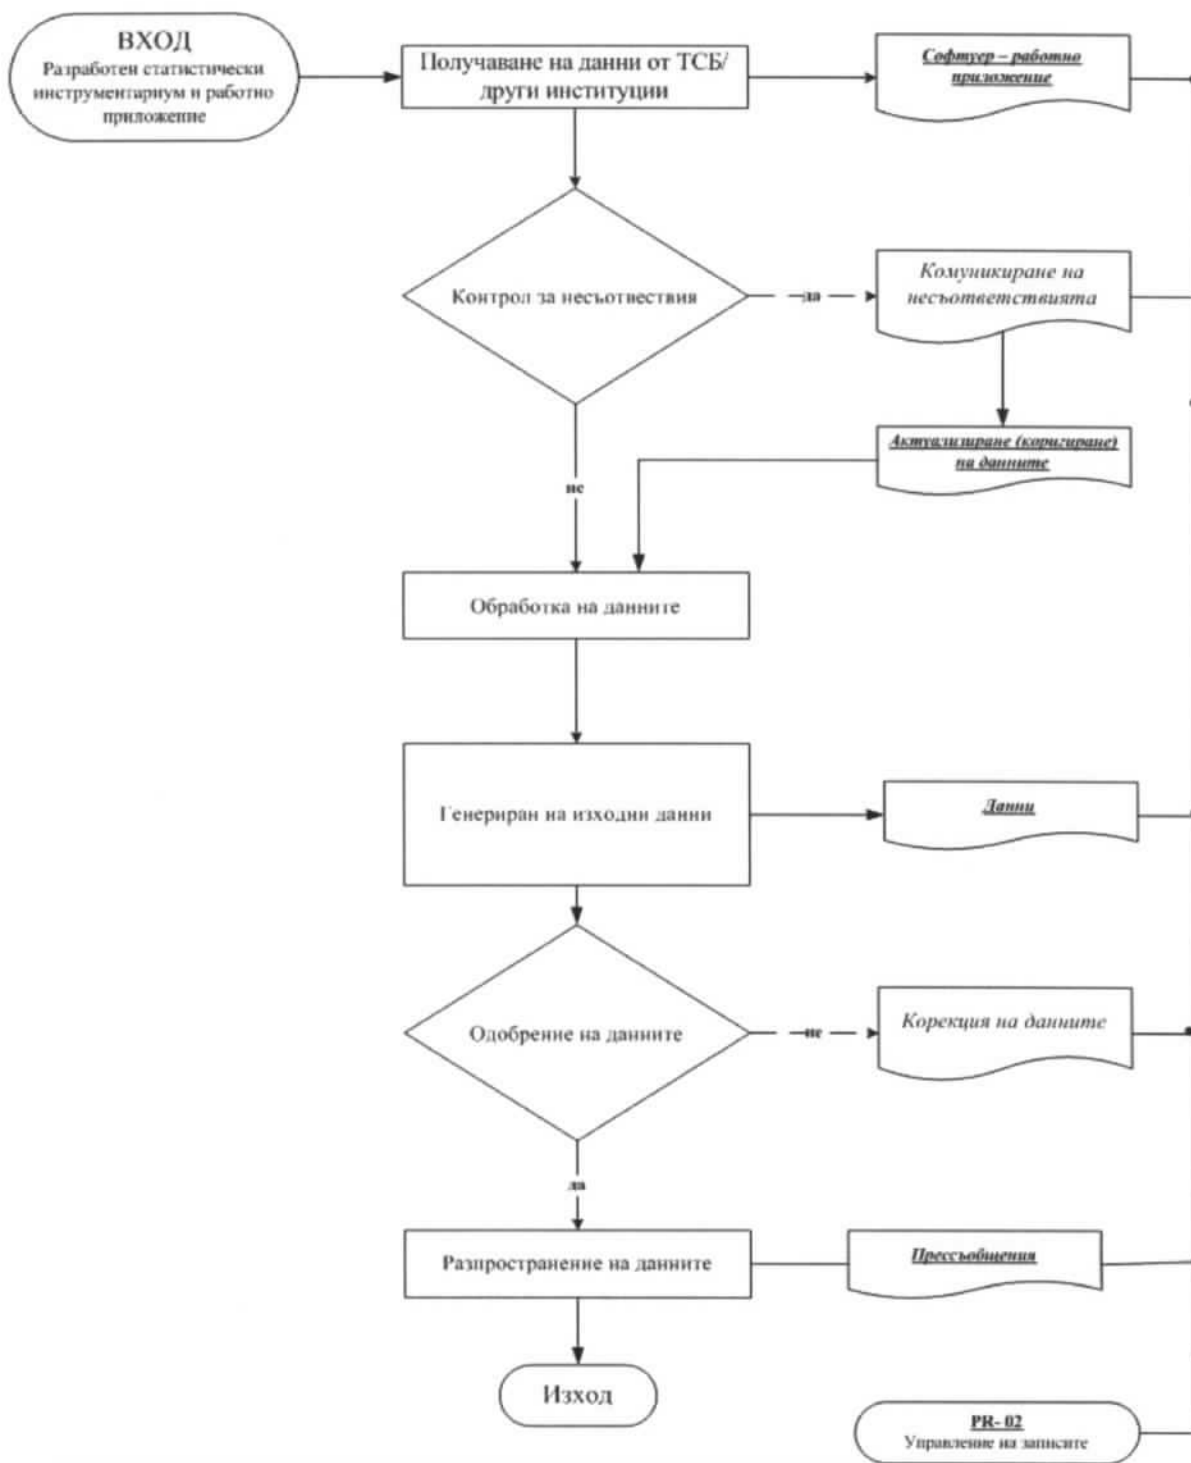 ВХОД
Разработен статистически
инструментариум и работно
приложение
Получаване на данни от ТСБ/
други институции
Софтуер – работно
приложение
Контрол за несъотвествия
да
Комуникиране на
несъответствията
Актуализиране (коригиране)
на данните
не
Обработка на данните
Генериран на изходни данни
Данни
Одобрение на данните
не
Корекция на данните
да
Разпространение на данните
Прессъобщения
Изход
PR- 02
Управление на записите